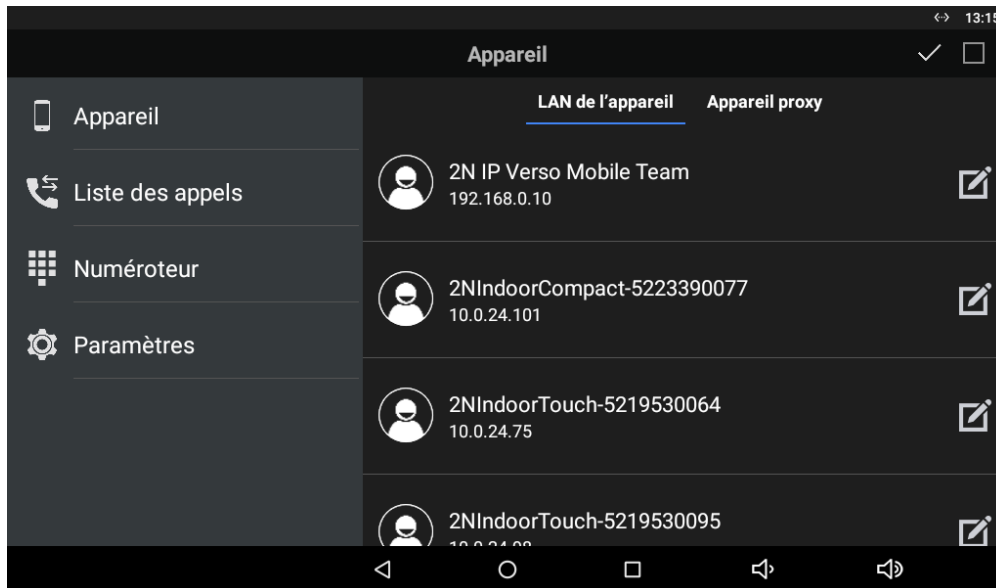 13:15
Appareil
Appareil
Liste des appels
Numéroteur
Paramètres
LAN de l'appareil Appareil proxy
2N IP Verso Mobile Team
192.168.0.10
2NIndoorCompact-5223390077
10.0.24.101
2NIndoorTouch-5219530064
10.0.24.75
2NIndoorTouch-5219530095